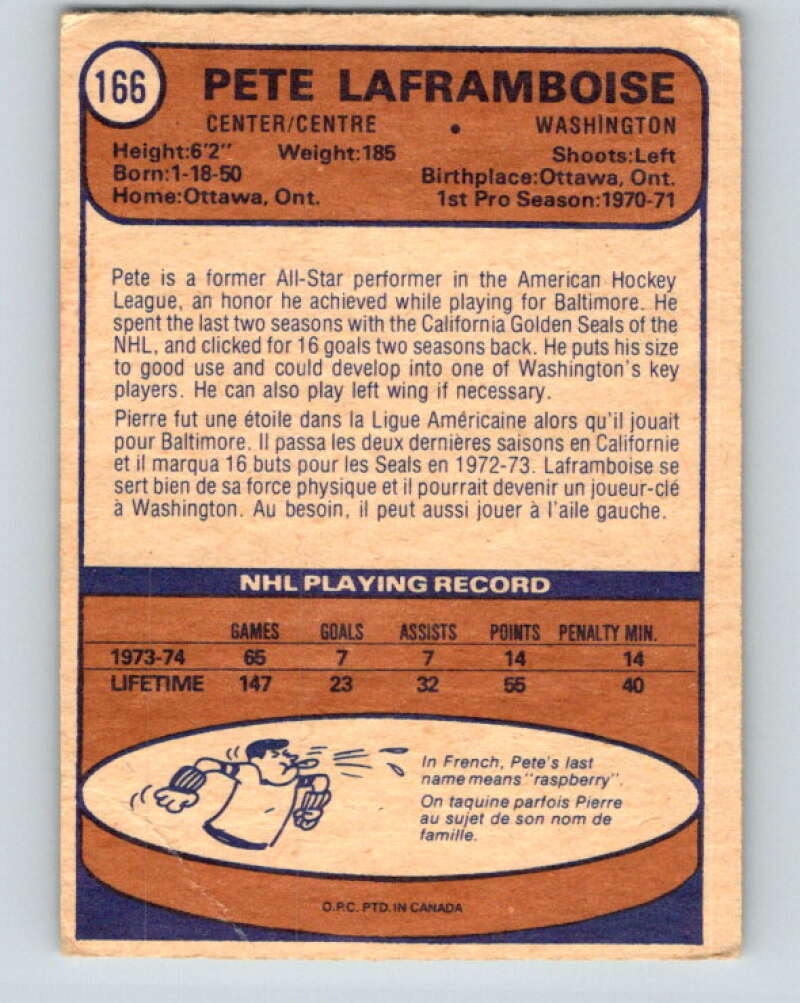 166
PETE LAFRAMBOISE
CENTER/CENTRE • WASHINGTON
Height:6'2" Weight:185 Shoots:Left
Born:1-18-50 Birthplace:Ottawa, Ont.
Home:Ottawa, Ont. 1st Pro Season:1970-71
Pete is a former All-Star performer in the American Hockey
League, an honor he achieved while playing for Baltimore. He
spent the last two seasons with the California Golden Seals of the
NHL, and clicked for 16 goals two seasons back. He puts his size
to good use and could develop into one of Washington's key
players. He can also play left wing if necessary.
Pierre fut une étoile dans la Ligue Américaine alors qu'il jouait
pour Baltimore. Il passa les deux dernières saisons en Californie
et il marqua 16 buts pour les Seals en 1972-73. Laframboise se
sert bien de sa force physique et il pourrait devenir un joueur-clé
à Washington. Au besoin, il peut aussi jouer à l'aile gauche.
NHL PLAYING RECORD
GAMES GOALS ASSISTS POINTS PENALTY MIN.
1973-74 65 7 7 14 14
LIFETIME 147 23 32 55 40
In French, Pete's last
name means "raspberry".
On taquine parfois Pierre
au sujet de son nom de
famille.
O.P.C. PTD. IN CANADA